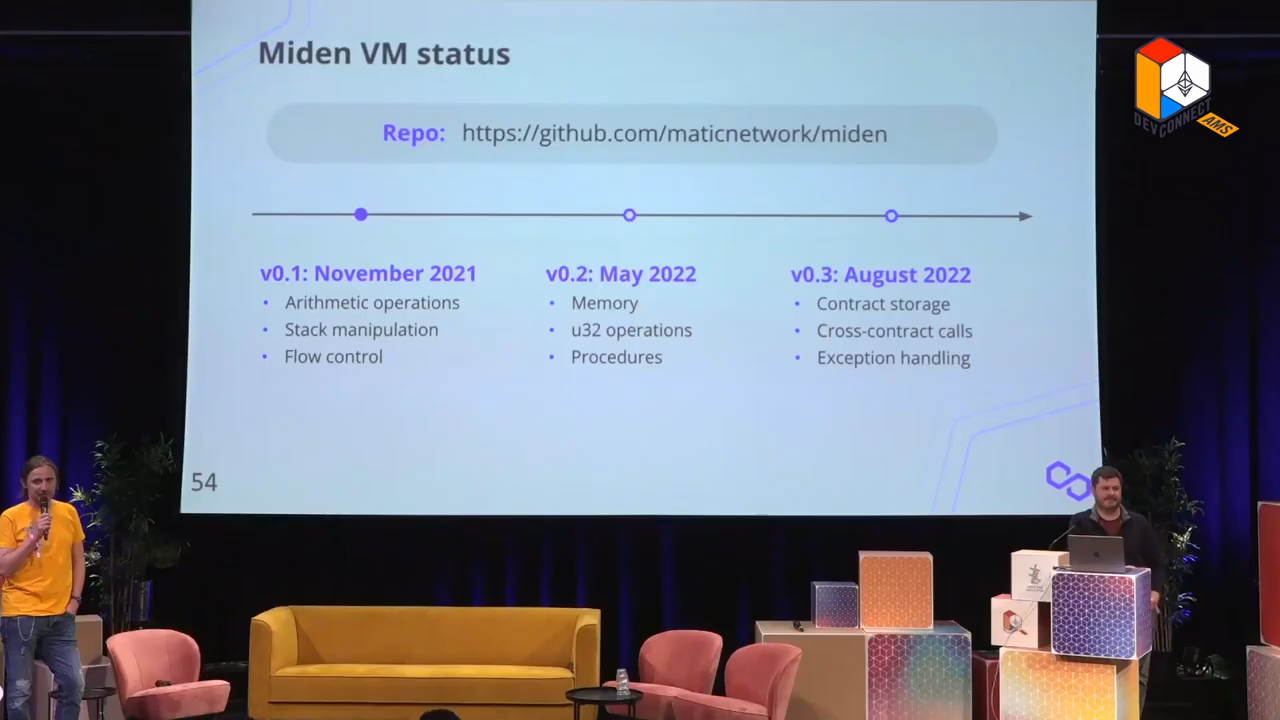 Miden VM status
Repo: https://github.com/maticnetwork/miden
v0.1: November 2021
• Arithmetic operations
• Stack manipulation
• Flow control
v0.2: May 2022
• Memory
• u32 operations
• Procedures
v0.3: August 2022
• Contract storage
• Cross-contract calls
• Exception handling
54
DEVCONNECT
AMS